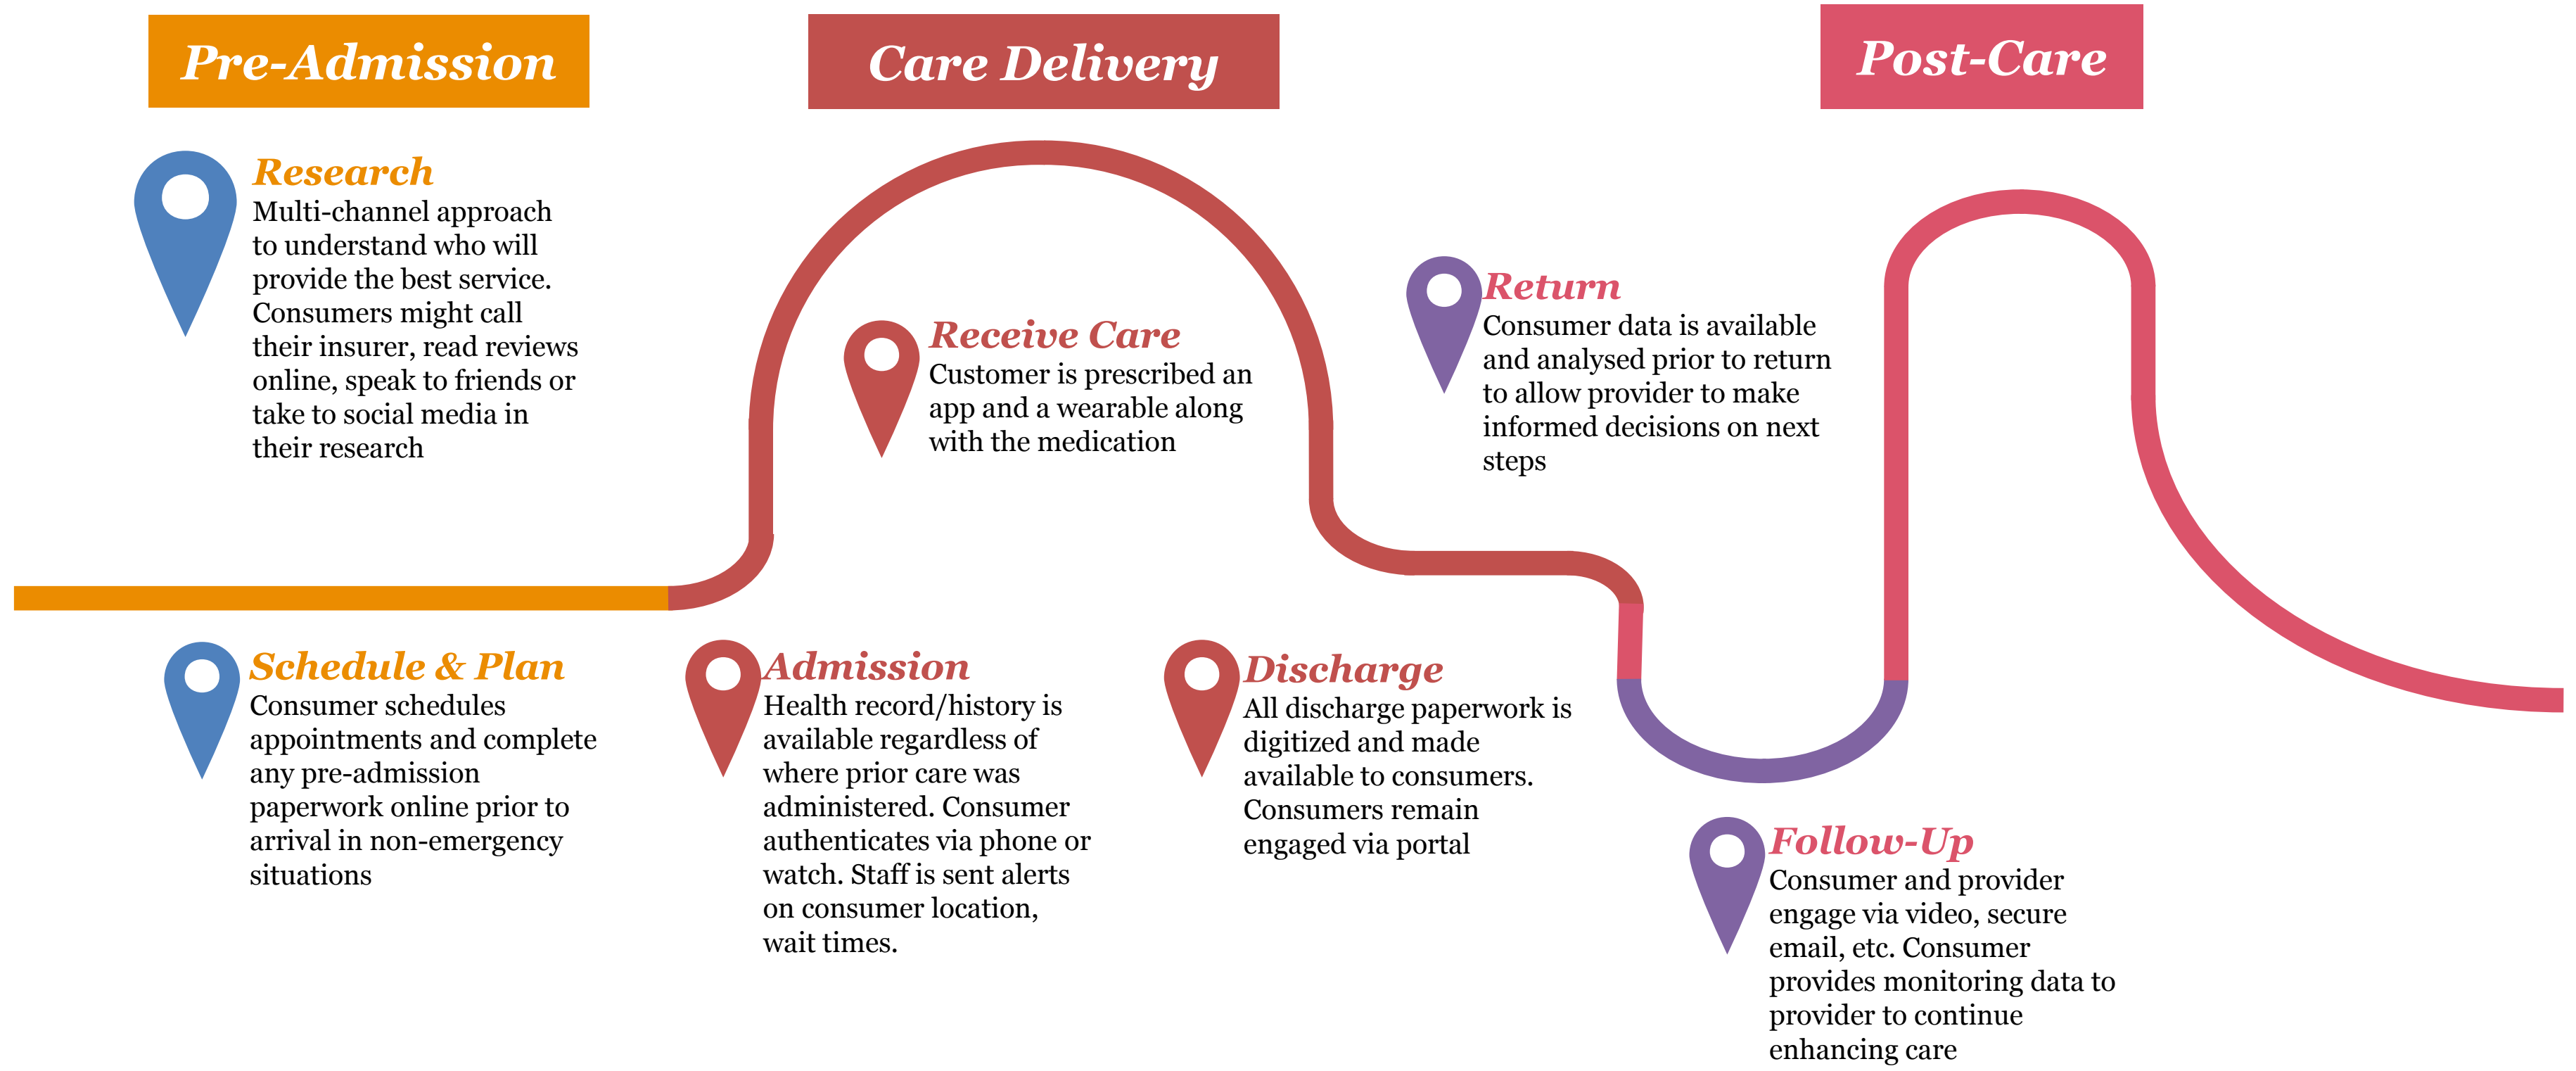 Pre-Admission
Care Delivery
Post-Care
Research
Multi-channel approach
to understand who will
provide the best service.
Consumers might call
their insurer, read reviews
online, speak to friends or
take to social media in
their research
Receive Care
Customer is prescribed an
app and a wearable along
with the medication
Return
Consumer data is available
and analysed prior to return
to allow provider to make
informed decisions on next
steps
Schedule & Plan
Consumer schedules
appointments and complete
any pre-admission
paperwork online prior to
arrival in non-emergency
situations
Admission
Health record/history is
available regardless of
where prior care was
administered. Consumer
authenticates via phone or
watch. Staff is sent alerts
on consumer location,
wait times.
Discharge
All discharge paperwork is
digitized and made
available to consumers.
Consumers remain
engaged via portal
Follow-Up
Consumer and provider
engage via video, secure
email, etc. Consumer
provides monitoring data to
provider to continue
enhancing care